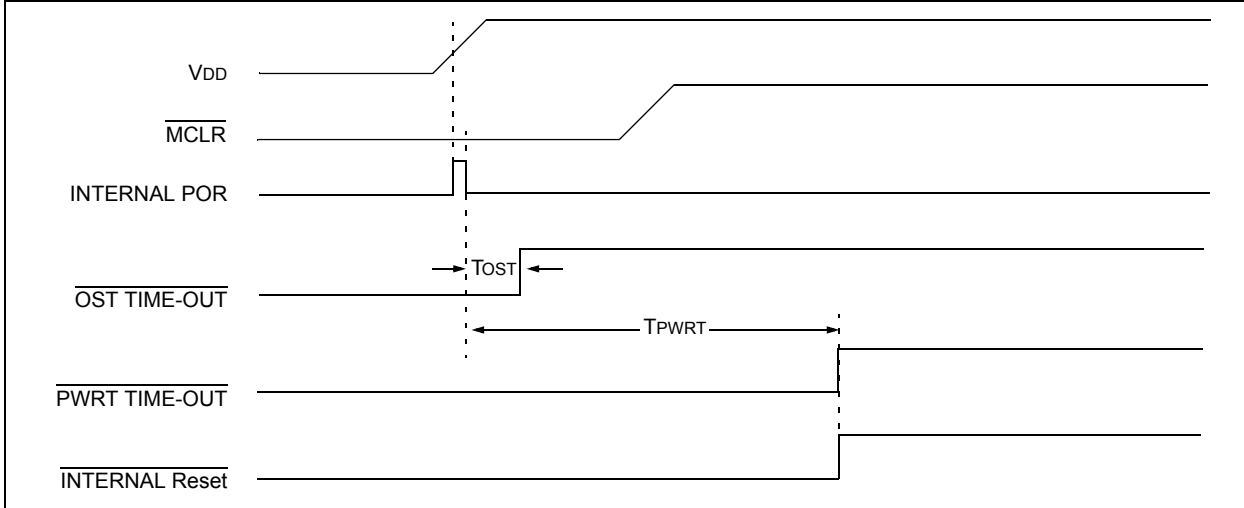 VDD
MCLR
INTERNAL POR
TOST
OST TIME-OUT
TPWRT
PWRT TIME-OUT
INTERNAL Reset